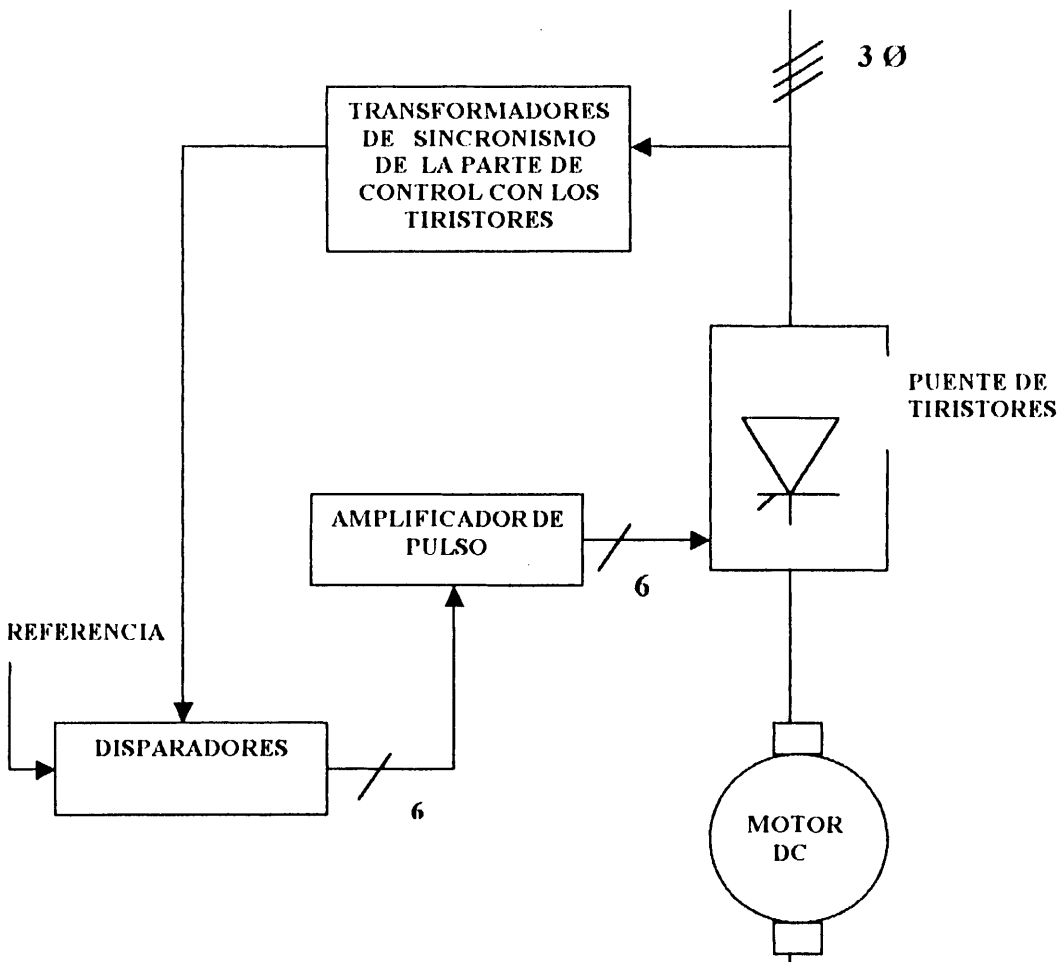 3 Ø
TRANSFORMADORES
DE SINCRONISMO
DE LA PARTE DE
CONTROL CON LOS
TIRISTORES
PUENTE DE
TIRISTORES
AMPLIFICADOR DE
PULSO
6
REFERENCIA
DISPARADORES
6
MOTOR
DC